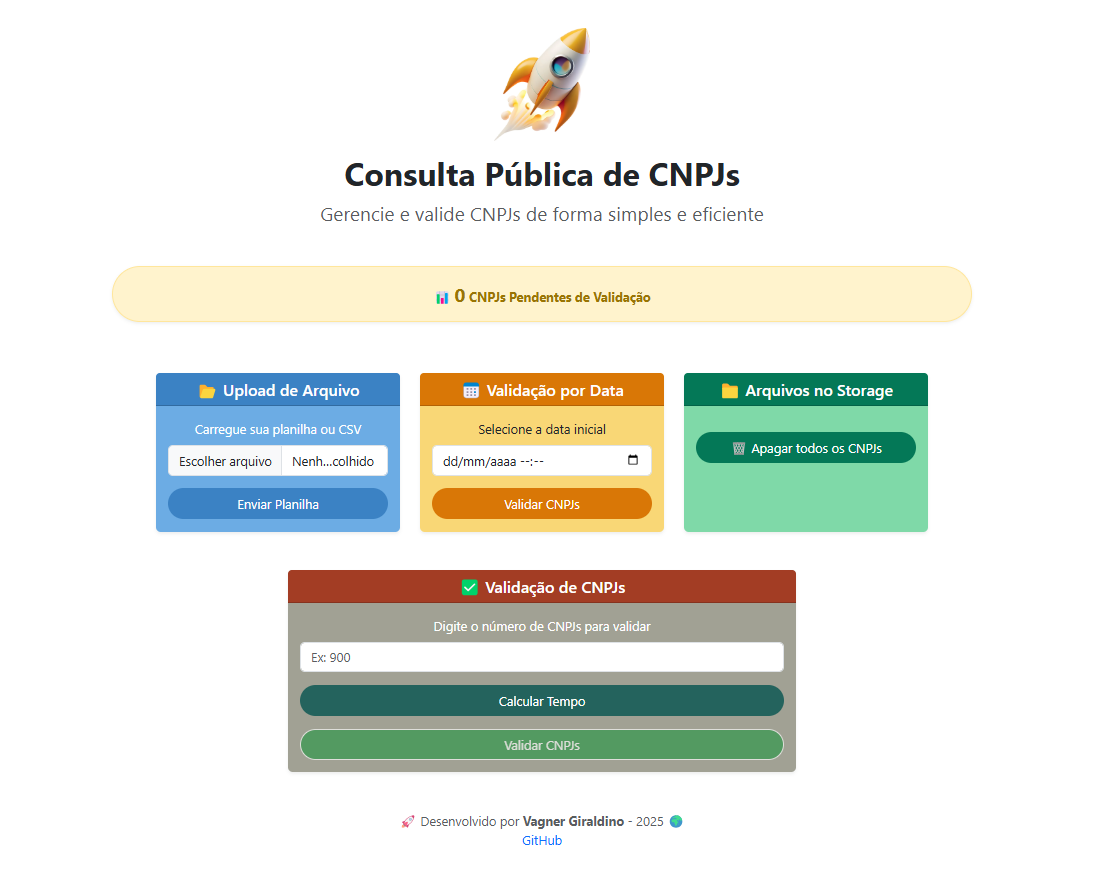 Consulta Pública de CNPJs
Gerencie e valide CNPJs de forma simples e eficiente
0 CNPJs Pendentes de Validação
Upload de Arquivo
Carregue sua planilha ou CSV
Escolher arquivo Nenh...colhido
Enviar Planilha
Validação por Data
Selecione a data inicial
dd/mm/aaaa --:--
Validar CNPJs
Arquivos no Storage
Apagar todos os CNPJs
Validação de CNPJs
Digite o número de CNPJs para validar
Ex: 900
Calcular Tempo
Validar CNPJs
Desenvolvido por Vagner Giraldino - 2025
GitHub